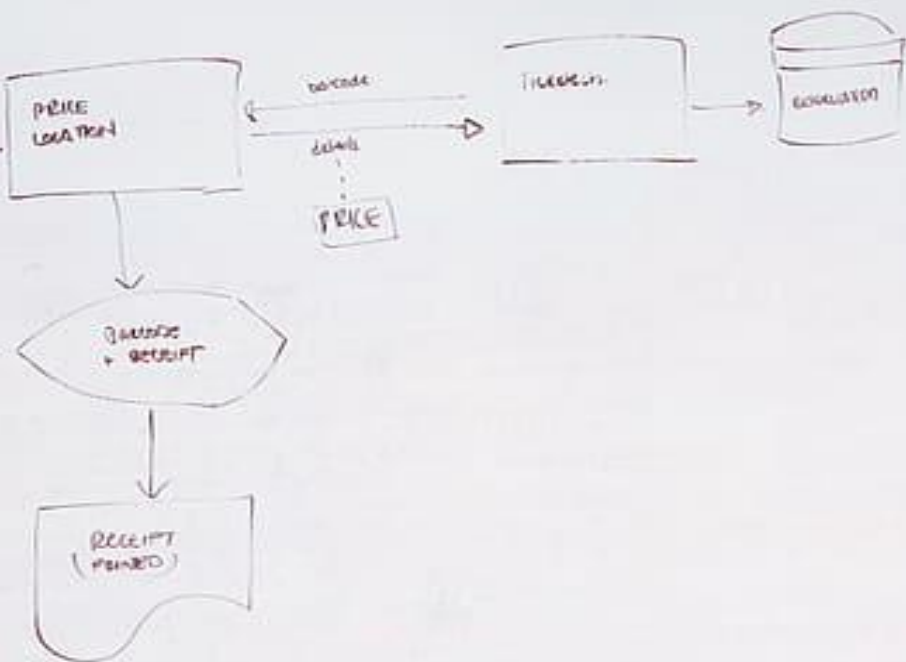 PRICE
LOCATION
barcode
details
PRICE
BARCODE
+ RECEIPT
RECEIPT
(PRINTED)